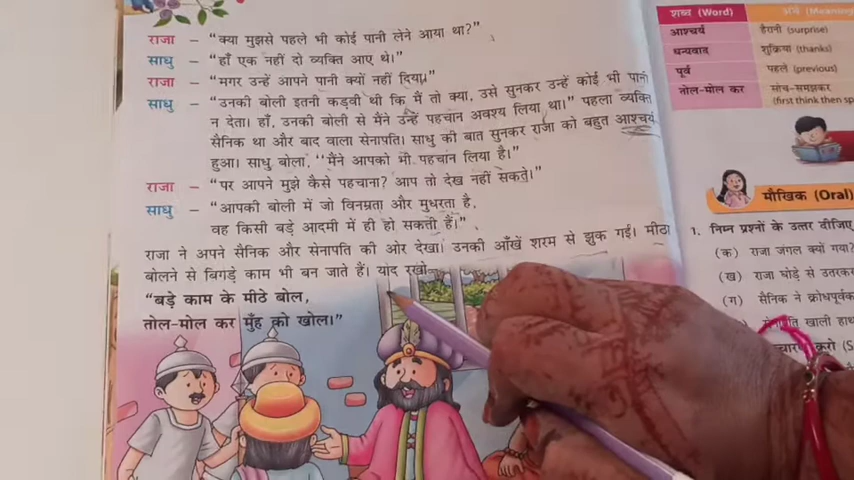 राजा – "क्या मुझसे पहले भी कोई पानी लेने आया था?"
साधु – "हाँ एक नहीं दो व्यक्ति आए थे।"
राजा – "मगर उन्हें आपने पानी क्यों नहीं दिया।"
साधु – "उनकी बोली इतनी कड़वी थी कि मैं तो क्या, उसे सुनकर उन्हें कोई भी पानी
न देता। हाँ, उनकी बोली से मैंने उन्हें पहचान अवश्य लिया था।" पहला व्यक्ति
सैनिक था और बाद वाला सेनापति। साधु की बात सुनकर राजा को बहुत आश्चर्य
हुआ। साधु बोला, "मैंने आपको भी पहचान लिया है।"
राजा – "पर आपने मुझे कैसे पहचाना? आप तो देख नहीं सकते।"
साधु – "आपकी बोली में जो विनम्रता और मधुरता है,
वह किसी बड़े आदमी में ही हो सकती हैं।"
राजा ने अपने सैनिक और सेनापति की ओर देखा। उनकी आँखें शरम से झुक गईं। मीठा
बोलने से बिगड़े काम भी बन जाते हैं। याद रखो–
"बड़े काम के मीठे बोल,
तोल-मोल कर मुँह को खोल।"
शब्द (Word) अर्थ (Meaning)
आश्चर्य हैरानी (surprise)
धन्यवाद शुक्रिया (thanks)
पूर्व पहले (previous)
तोल-मोल कर सोच-समझकर
(first think then
मौखिक (Oral)
1. निम्न प्रश्नों के उत्तर दीजिए
(क) राजा जंगल क्यों गया?
(ख) राजा घोड़े से उतरकर
(ग) सैनिक ने क्रोधपूर्वक
खाली हाथ